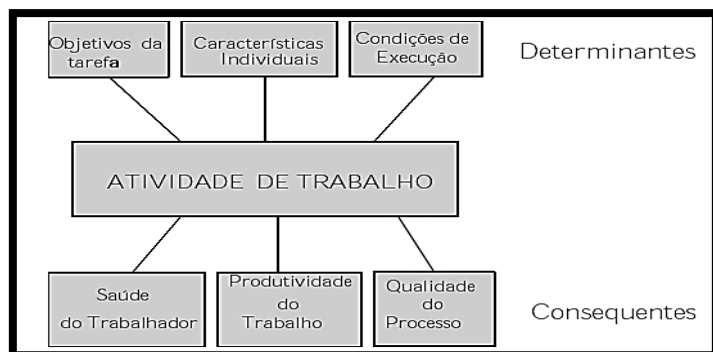 Objetivos da
tarefa
Características
Individuais
Condições de
Execução
Determinantes
ATIVIDADE DE TRABALHO
Saúde
do Trabalhador
Produtividade
do
Trabalho
Qualidade
do
Processo
Consequentes